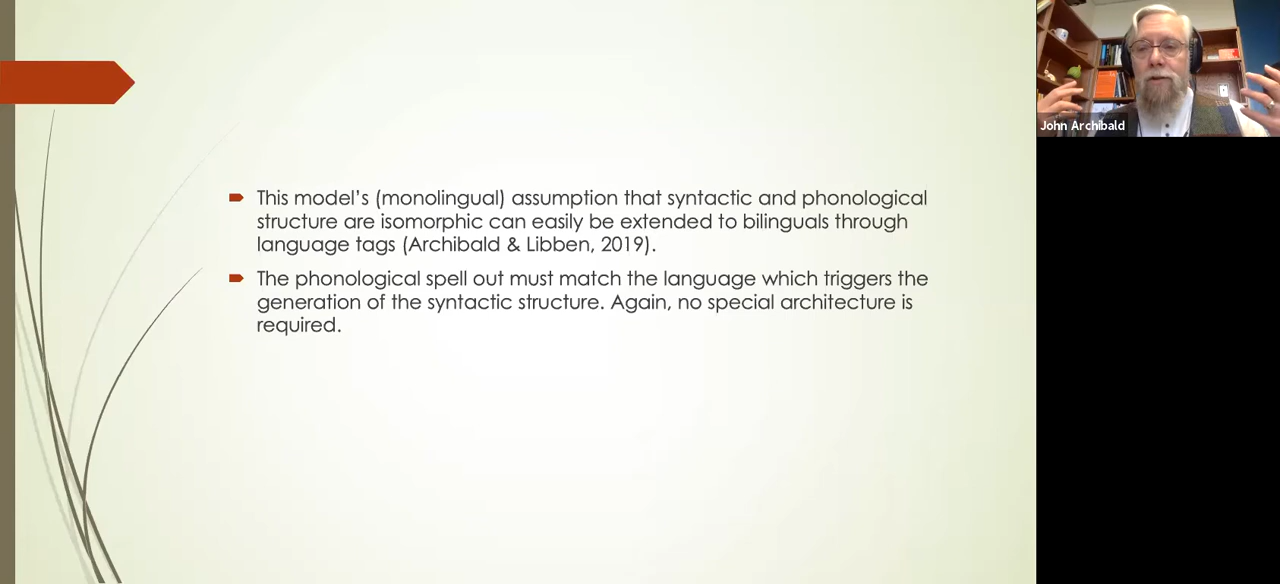 This model's (monolingual) assumption that syntactic and phonological
structure are isomorphic can easily be extended to bilinguals through
language tags (Archibald & Libben, 2019).
The phonological spell out must match the language which triggers the
generation of the syntactic structure. Again, no special architecture is
required.
John Archibald